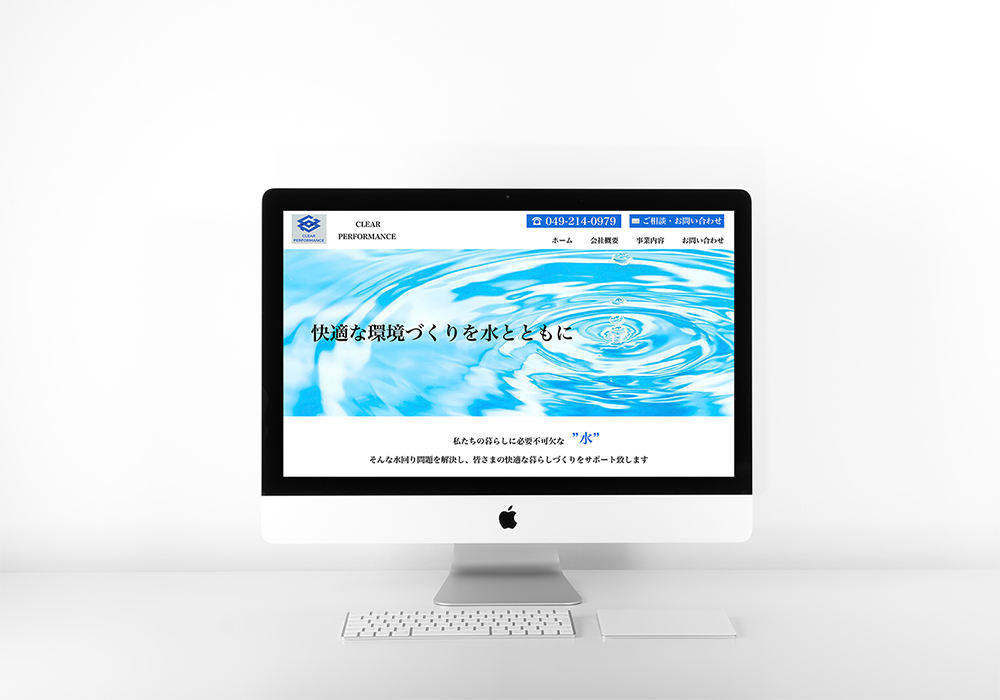 CLEAR
PERFORMANCE
CLEAR
PERFORMANCE
☎ 049-214-0979
✉ ご相談・お問い合わせ
ホーム 会社概要 事業内容 お問い合わせ
快適な環境づくりを水とともに
私たちの暮らしに必要不可欠な ”水”
そんな水回り問題を解決し、皆さまの快適な暮らしづくりをサポート致します